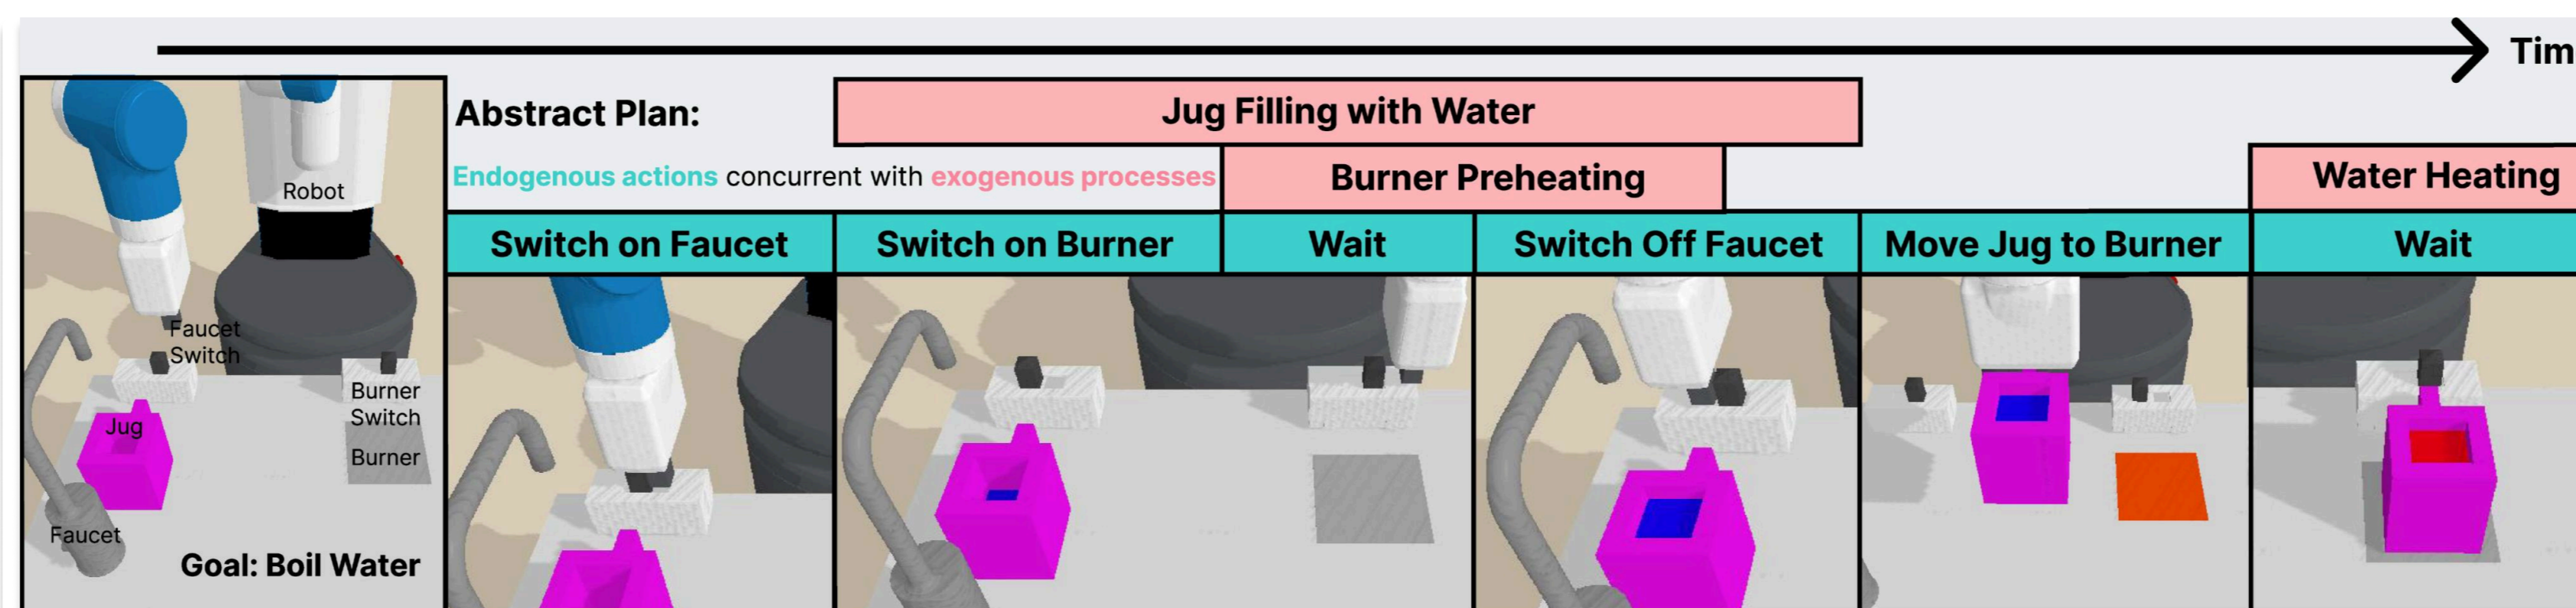 Tim
Abstract Plan:
Jug Filling with Water
Endogenous actions concurrent with exogenous processes
Burner Preheating
Water Heating
Switch on Faucet
Switch on Burner
Wait
Switch Off Faucet
Move Jug to Burner
Wait
Robot
Faucet
Switch
Burner
Switch
Jug
Burner
Faucet
Goal: Boil Water